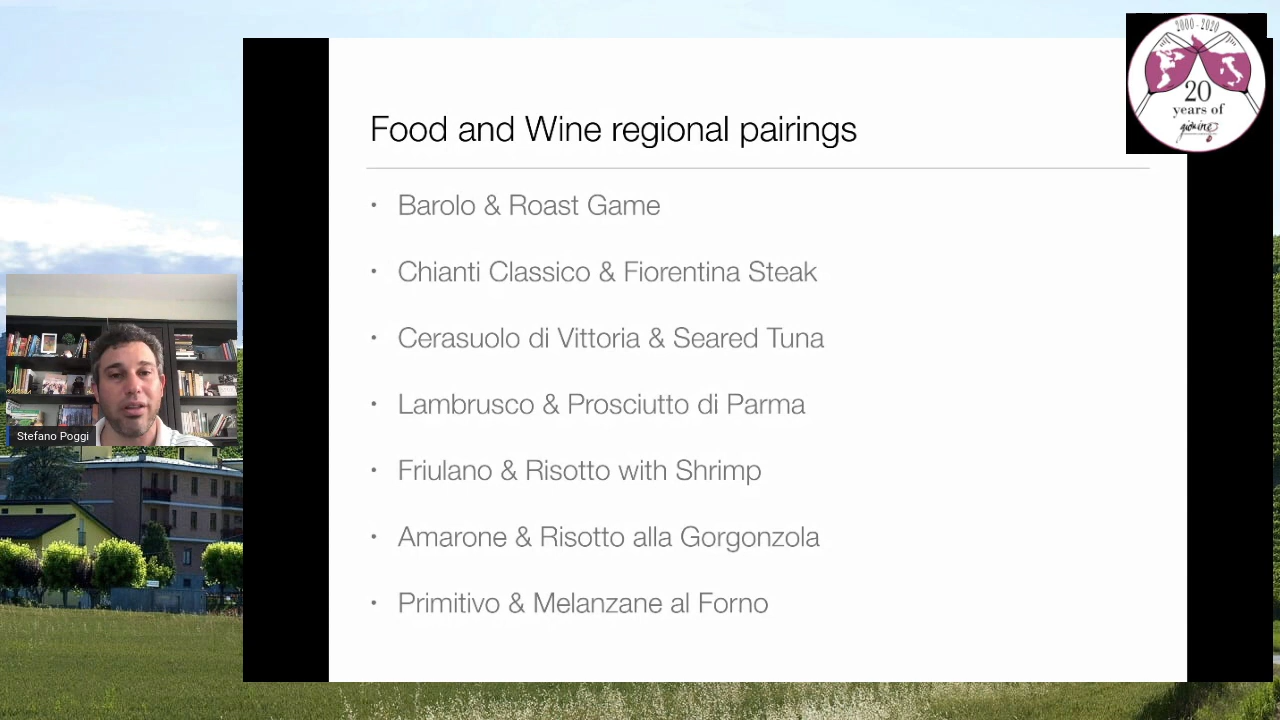 2000-2020
20
years of
giòwine
Food and Wine regional pairings
• Barolo & Roast Game
• Chianti Classico & Fiorentina Steak
• Cerasuolo di Vittoria & Seared Tuna
• Lambrusco & Prosciutto di Parma
• Friulano & Risotto with Shrimp
• Amarone & Risotto alla Gorgonzola
• Primitivo & Melanzane al Forno
Stefano Poggi